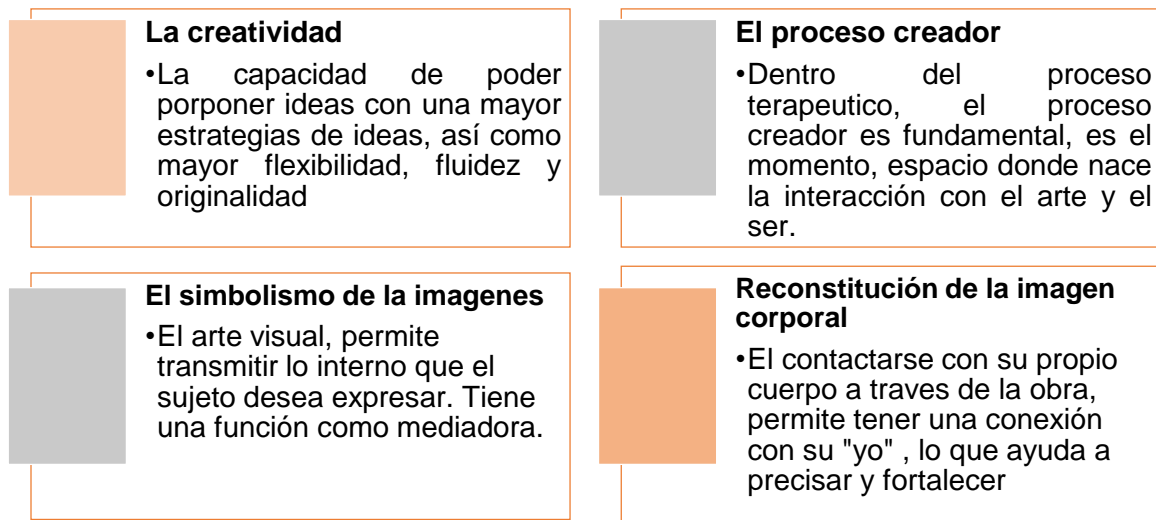 La creatividad
•La capacidad de poder
porponer ideas con una mayor
estrategias de ideas, así como
mayor flexibilidad, fluidez y
originalidad
El proceso creador
•Dentro del proceso
terapeutico, el proceso
creador es fundamental, es el
momento, espacio donde nace
la interacción con el arte y el
ser.
El simbolismo de la imagenes
•El arte visual, permite
transmitir lo interno que el
sujeto desea expresar. Tiene
una función como mediadora.
Reconstitución de la imagen
corporal
•El contactarse con su propio
cuerpo a traves de la obra,
permite tener una conexión
con su "yo" , lo que ayuda a
precisar y fortalecer